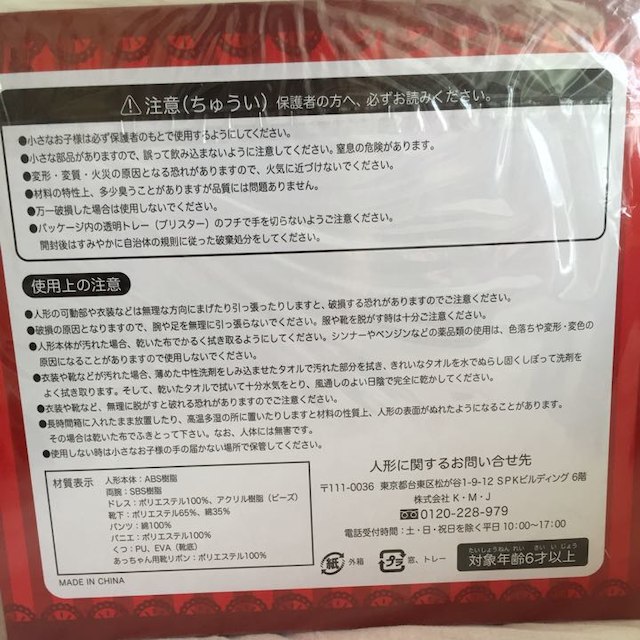 注意(ちゅうい) 保護者の方へ、必ずお読みください。
●小さなお子様は必ず保護者のもとで使用するようにしてください。
●小さな部品がありますので、誤って飲み込まないように注意してください。窒息の危険があります。
●変形・変質・火災の原因となる恐れがありますので、火気に近づけないでください。
●材料の特性上、多少臭うことがありますが品質には問題ありません。
●万一破損した場合は使用しないでください。
●パッケージ内の透明トレー(ブリスター)のフチで手を切らないようご注意ください。
開封後はすみやかに自治体の規則に従った破棄処分をしてください。
使用上の注意
●人形の可動部や衣装などは無理な方向にまげたり引っ張ったりしますと、破損する恐れがありますのでご注意ください。
●破損の原因となりますので、腕や足を無理に引っ張らないでください。服や靴を脱がす時は十分ご注意ください。
●人形本体が汚れた場合、乾いた布でかるく拭き取るようにしてください。シンナーやベンジンなどの薬品類の使用は、色落ちや変形・変色の
原因になることがありますので使用しないでください。
●衣装や靴などが汚れた場合、薄めた中性洗剤をしみ込ませたタオルで汚れた部分を拭き、きれいなタオルを水でぬらし固くしぼって洗剤を
よく拭き取ります。そして、乾いたタオルで拭いて十分水気をとり、風通しのよい日陰で完全に乾かしてください。
●衣装や靴など、無理に脱がすと破れる恐れがありますのでご注意ください。
●長時間箱に入れたまま放置したり、高温多湿の所に置いたりしますと材料の性質上、人形の表面がぬれたようになることがあります。
その場合は乾いた布でふきとって下さい。なお、人体には無害です。
●使用しない時は小さなお子様の手の届かない場所で保管してください。
材質表示 人形本体:ABS樹脂
両腕:SBS樹脂
ドレス:ポリエステル100%、アクリル樹脂(ビーズ)
靴下:ポリエステル65%、綿35%
パンツ:綿100%
パニエ:ポリエステル100%
くつ:PU、EVA(靴底)
あっちゃん用靴リボン:ポリエステル100%
MADE IN CHINA
人形に関するお問い合せ先
〒111-0036 東京都台東区松が谷1-9-12 SPKビルディング 6階
株式会社 K・M・J
0120-228-979
電話受付時間:土・日・祝日を除く平日 10:00〜17:00
紙 外箱 プラ 窓、トレー
たいしょうねんれい さいいじょう
対象年齢6才以上